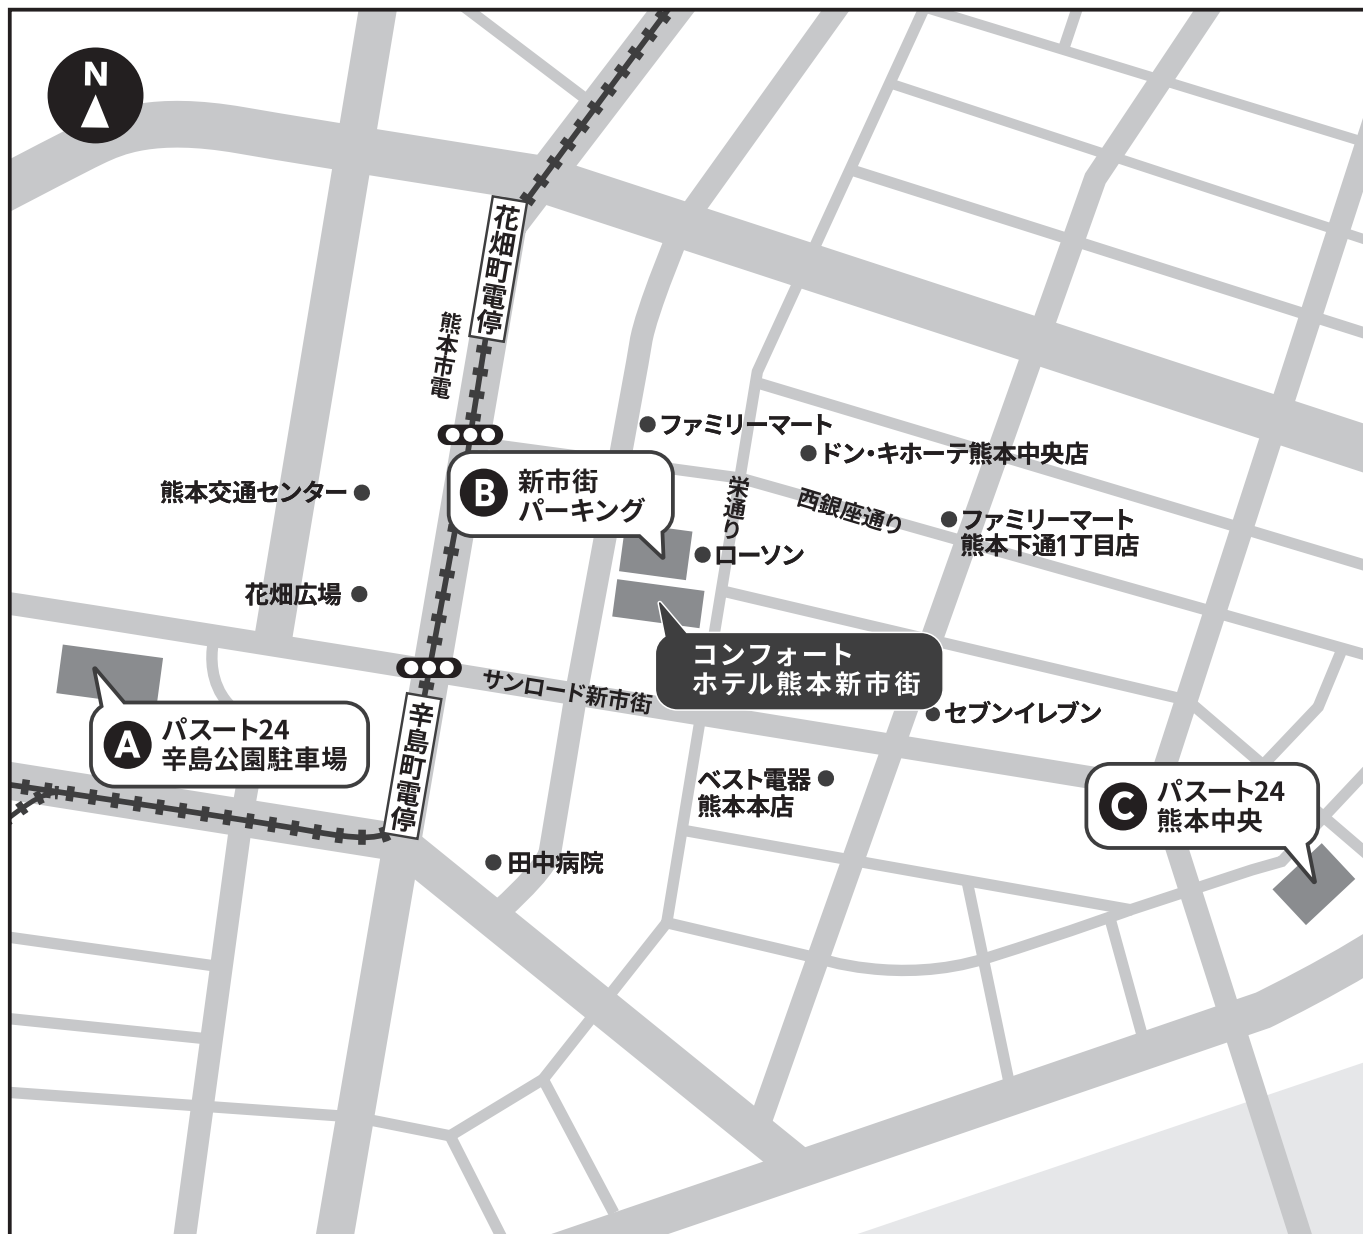 N
花畑町電停
熊本市電
ファミリーマート
ドン・キホーテ熊本中央店
B
新市街
パーキング
熊本交通センター
栄通り
西銀座通り
ファミリーマート
熊本下通1丁目店
ローソン
花畑広場
コンフォート
ホテル熊本新市街
サンロード新市街
セブンイレブン
A
パスート24
辛島公園駐車場
辛島町電停
ベスト電器
熊本本店
C
パスート24
熊本中央
田中病院